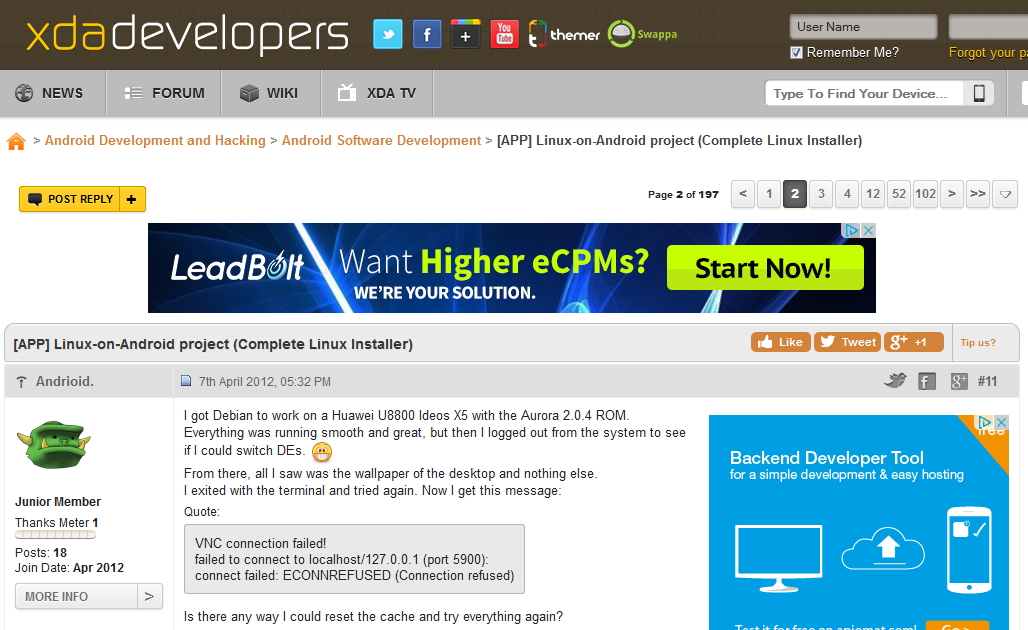 xdadevelopers
You Tube
themer
Swappa
User Name
Remember Me?
Forgot your pa
NEWS
FORUM
WIKI
XDA TV
Type To Find Your Device...
> Android Development and Hacking > Android Software Development > [APP] Linux-on-Android project (Complete Linux Installer)
POST REPLY +
Page 2 of 197
< 1 2 3 4 12 52 102 > >>
LeadBolt
Want Higher eCPMs?
WE'RE YOUR SOLUTION.
Start Now!
[APP] Linux-on-Android project (Complete Linux Installer)
Like
Tweet
g+ +1
Tip us?
Andrioid.
7th April 2012, 05:32 PM
#11
Junior Member
Thanks Meter 1
Posts: 18
Join Date: Apr 2012
MORE INFO >
I got Debian to work on a Huawei U8800 Ideos X5 with the Aurora 2.0.4 ROM.
Everything was running smooth and great, but then I logged out from the system to see
if I could switch DEs.
From there, all I saw was the wallpaper of the desktop and nothing else.
I exited with the terminal and tried again. Now I get this message:
Quote:
VNC connection failed!
failed to connect to localhost/127.0.0.1 (port 5900):
connect failed: ECONNREFUSED (Connection refused)
Is there any way I could reset the cache and try everything again?
free
Backend Developer Tool
for a simple development & easy hosting
Test it for free on apiomat.com!
Go>